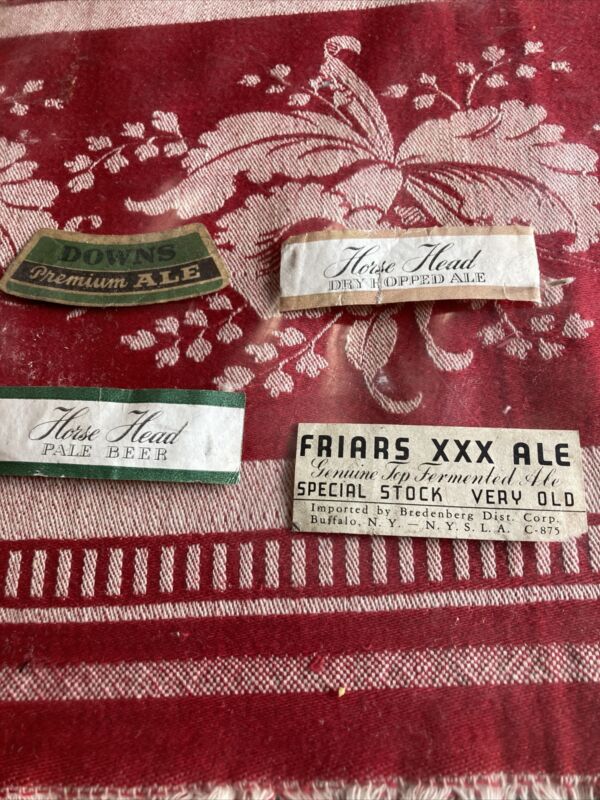 DOWNS
Premium ALE
Horse Head
DRY HOPPED ALE
Horse Head
PALE BEER
FRIARS XXX ALE
Genuine Top Fermented Ale
SPECIAL STOCK VERY OLD
Imported by Bredenberg Dist. Corp.
Buffalo, N. Y. — N. Y. S. L. A. C-875